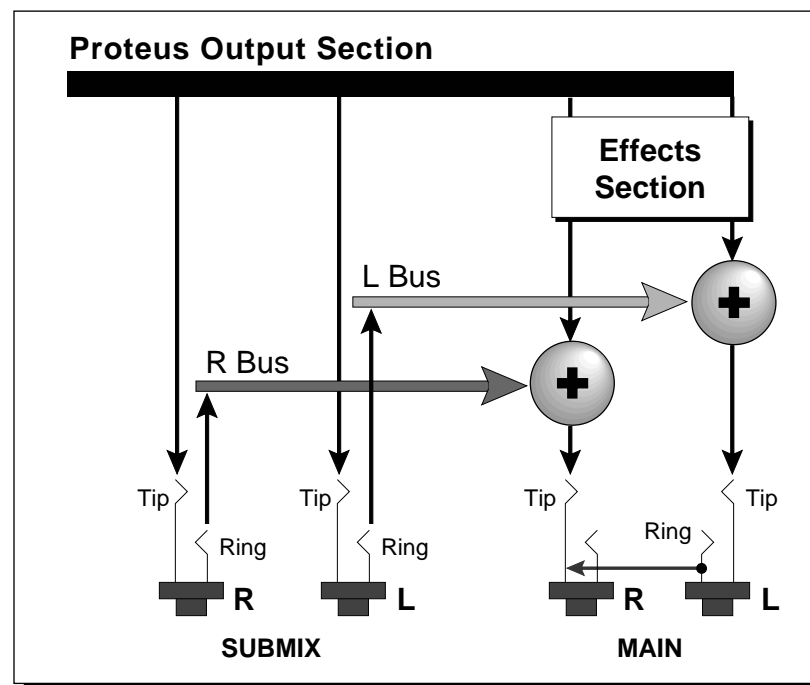 Proteus Output Section
Effects
Section
L Bus
R Bus
Tip
Tip
Tip
Tip
Ring
Ring
Ring
R
L
R
L
SUBMIX
MAIN